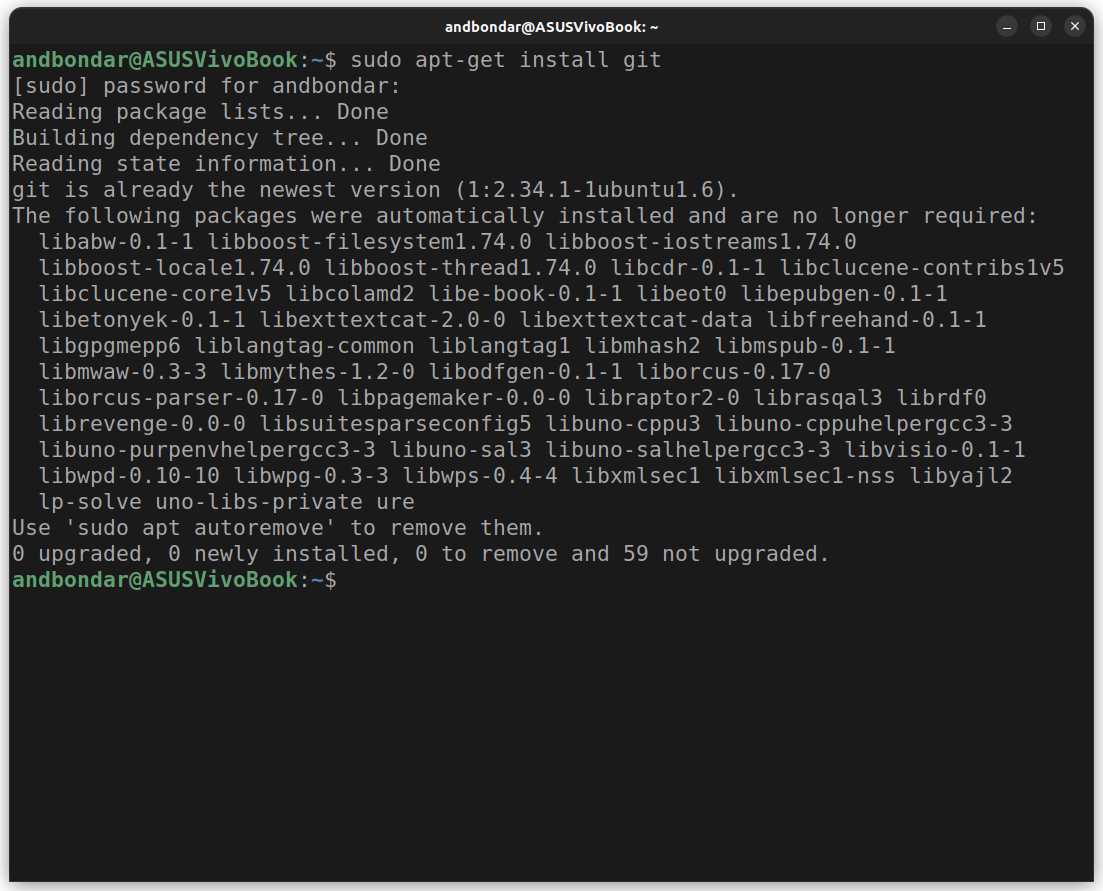 andbondar@ASUSVivoBook: ~
andbondar@ASUSVivoBook:~$ sudo apt-get install git
[sudo] password for andbondar:
Reading package lists... Done
Building dependency tree... Done
Reading state information... Done
git is already the newest version (1:2.34.1-1ubuntu1.6).
The following packages were automatically installed and are no longer required:
  libabw-0.1-1 libboost-filesystem1.74.0 libboost-iostreams1.74.0
  libboost-locale1.74.0 libboost-thread1.74.0 libcdr-0.1-1 libclucene-contribs1v5
  libclucene-core1v5 libcolamd2 libe-book-0.1-1 libeot0 libepubgen-0.1-1
  libetonyek-0.1-1 libexttextcat-2.0-0 libexttextcat-data libfreehand-0.1-1
  libgpgmepp6 liblangtag-common liblangtag1 libmhash2 libmspub-0.1-1
  libmwaw-0.3-3 libmythes-1.2-0 libodfgen-0.1-1 liborcus-0.17-0
  liborcus-parser-0.17-0 libpagemaker-0.0-0 libraptor2-0 librasqal3 librdf0
  librevenge-0.0-0 libsuitesparseconfig5 libuno-cppu3 libuno-cppuhelpergcc3-3
  libuno-purpenvhelpergcc3-3 libuno-sal3 libuno-salhelpergcc3-3 libvisio-0.1-1
  libwpd-0.10-10 libwpg-0.3-3 libwps-0.4-4 libxmlsec1 libxmlsec1-nss libyajl2
  lp-solve uno-libs-private ure
Use 'sudo apt autoremove' to remove them.
0 upgraded, 0 newly installed, 0 to remove and 59 not upgraded.
andbondar@ASUSVivoBook:~$